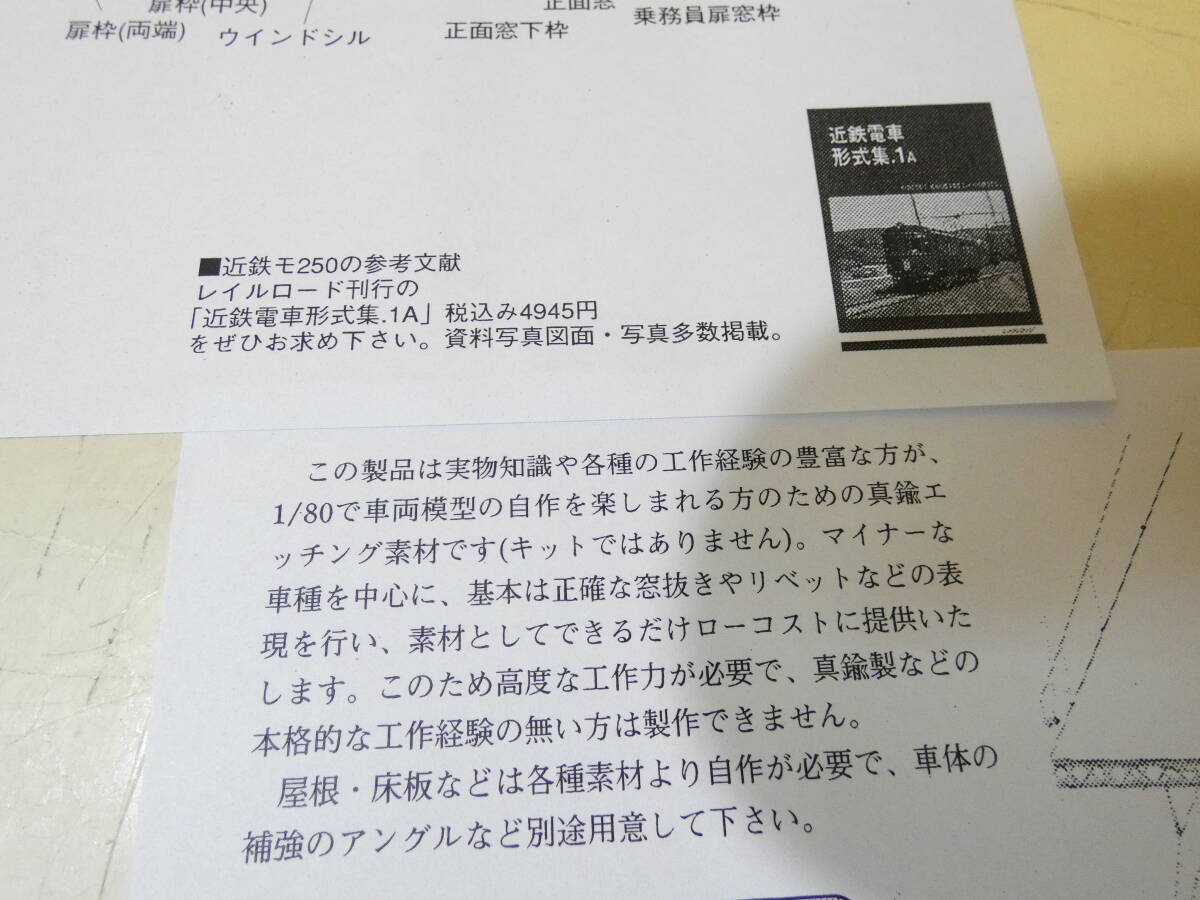 扉枠(中央)
正面窓
扉枠(両端)
ウインドシル
正面窓下枠
乗務員扉窓枠
近鉄電車
形式集.1A
■近鉄モ250の参考文献
レイルロード刊行の
「近鉄電車形式集.1A」税込み4945円
をぜひお求め下さい。資料写真図面・写真多数掲載。
この製品は実物知識や各種の工作経験の豊富な方が、
1/80で車両模型の自作を楽しまれる方のための真鍮エ
ッチング素材です(キットではありません)。マイナーな
車種を中心に、基本は正確な窓抜きやリベットなどの表
現を行い、素材としてできるだけローコストに提供いた
します。このため高度な工作力が必要で、真鍮製などの
本格的な工作経験の無い方は製作できません。
屋根・床板などは各種素材より自作が必要で、車体の
補強のアングルなど別途用意して下さい。